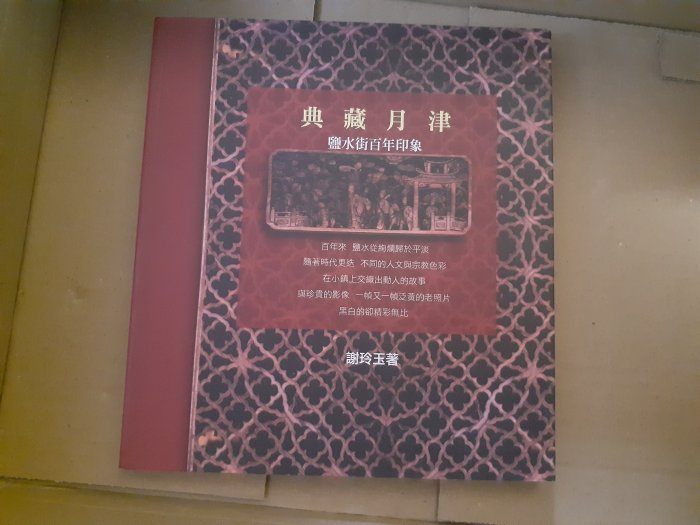 典藏月津
鹽水街百年印象
百年來 鹽水從絢爛歸於平淡
隨著時代更迭 不同的人文與宗教色彩
在小鎮上交織出動人的故事
與珍貴的影像 一幀又一幀泛黃的老照片
黑白的卻精彩無比
謝玲玉著